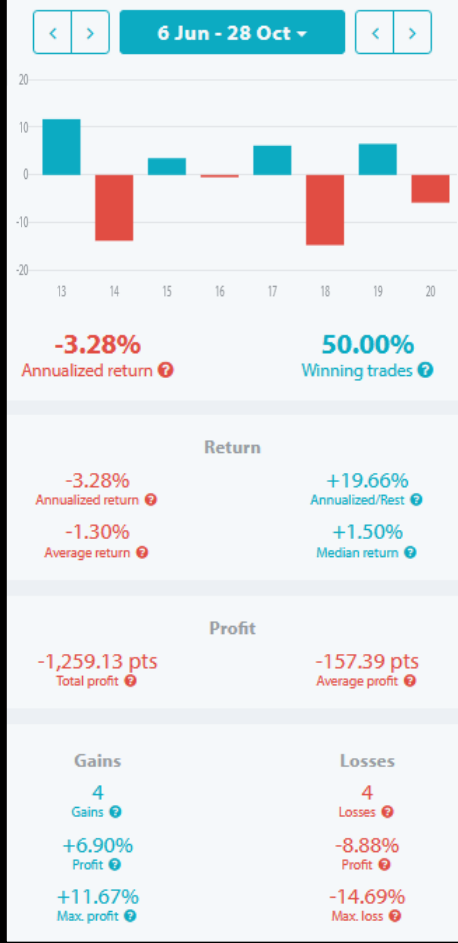 6 Jun - 28 Oct
20
10
0
-10
-20
13 14 15 16 17 18 19 20
-3.28% 50.00%
Annualized return ? Winning trades ?
Return
-3.28% +19.66%
Annualized return ? Annualized/Rest ?
-1.30% +1.50%
Average return ? Median return ?
Profit
-1,259.13 pts -157.39 pts
Total profit ? Average profit ?
Gains Losses
4 4
Gains ? Losses ?
+6.90% -8.88%
Profit ? Profit ?
+11.67% -14.69%
Max. profit ? Max. loss ?